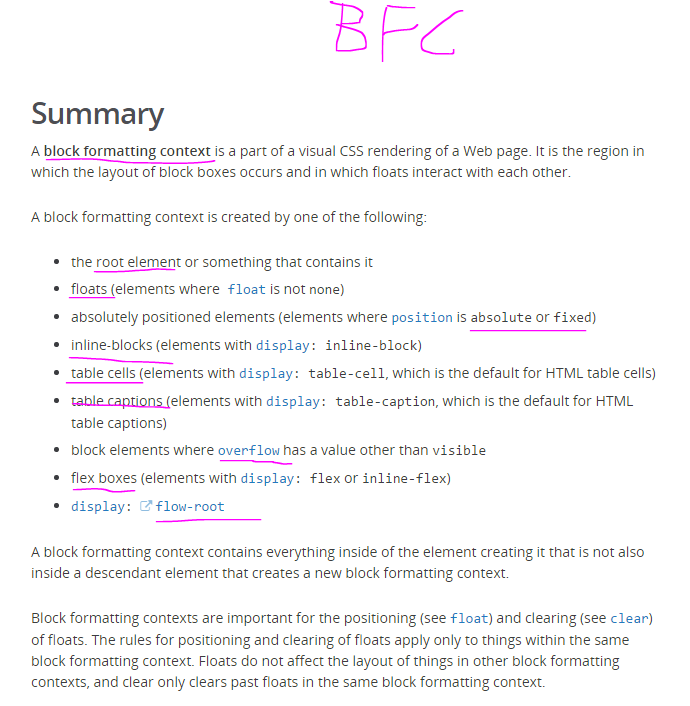 BFC
Summary
A block formatting context is a part of a visual CSS rendering of a Web page. It is the region in
which the layout of block boxes occurs and in which floats interact with each other.
A block formatting context is created by one of the following:
• the root element or something that contains it
• floats (elements where float is not none)
• absolutely positioned elements (elements where position is absolute or fixed)
• inline-blocks (elements with display: inline-block)
• table cells (elements with display: table-cell, which is the default for HTML table cells)
• table captions (elements with display: table-caption, which is the default for HTML
table captions)
• block elements where overflow has a value other than visible
• flex boxes (elements with display: flex or inline-flex)
• display: flow-root
A block formatting context contains everything inside of the element creating it that is not also
inside a descendant element that creates a new block formatting context.
Block formatting contexts are important for the positioning (see float) and clearing (see clear)
of floats. The rules for positioning and clearing of floats apply only to things within the same
block formatting context. Floats do not affect the layout of things in other block formatting
contexts, and clear only clears past floats in the same block formatting context.